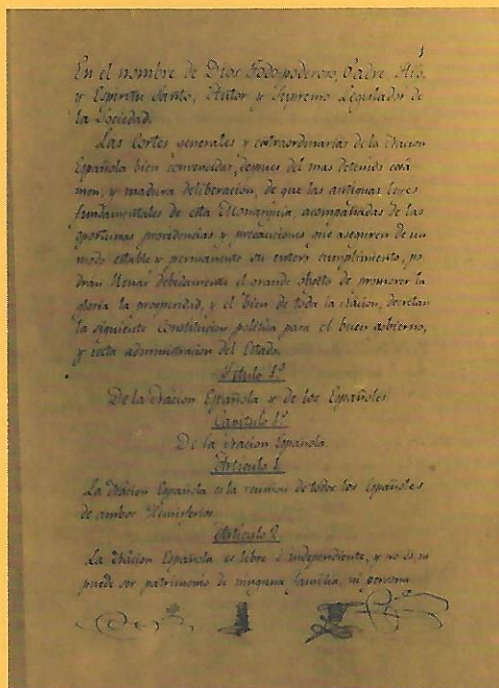 1
En el nombre de Dios Todo-poderoso, Padre, Hijo,
y Espiritu Santo, Autor y Supremo Legislador de
la Sociedad.
Las Cortes generales y extraordinarias de la Nacion
Española bien convencidas, despues del mas detenido exá
men, y madura deliberacion, de que las antiguas leyes
fundamentales de esta Monarquia, acompañadas de las
oportunas providencias y precauciones, que aseguren de un
modo estable y permanente su entero cumplimiento, po
dran llenar debidamente el grande objeto de promover la
gloria la prosperidad, y el bien de toda la Nacion, decretan
la siguiente Constitucion politica para el buen gobierno,
y recta administracion del Estado.
Titulo 1.º
De la Nacion Española y de los Españoles
Capitulo 1.º
De la Nacion Española.
Articulo 1
La Nacion Española es la reunion de todos los Españoles
de ambos Hemisferios.
Articulo 2
La Nacion Española es libre é independiente, y no es, ni
puede ser patrimonio de ninguna familia, ni persona